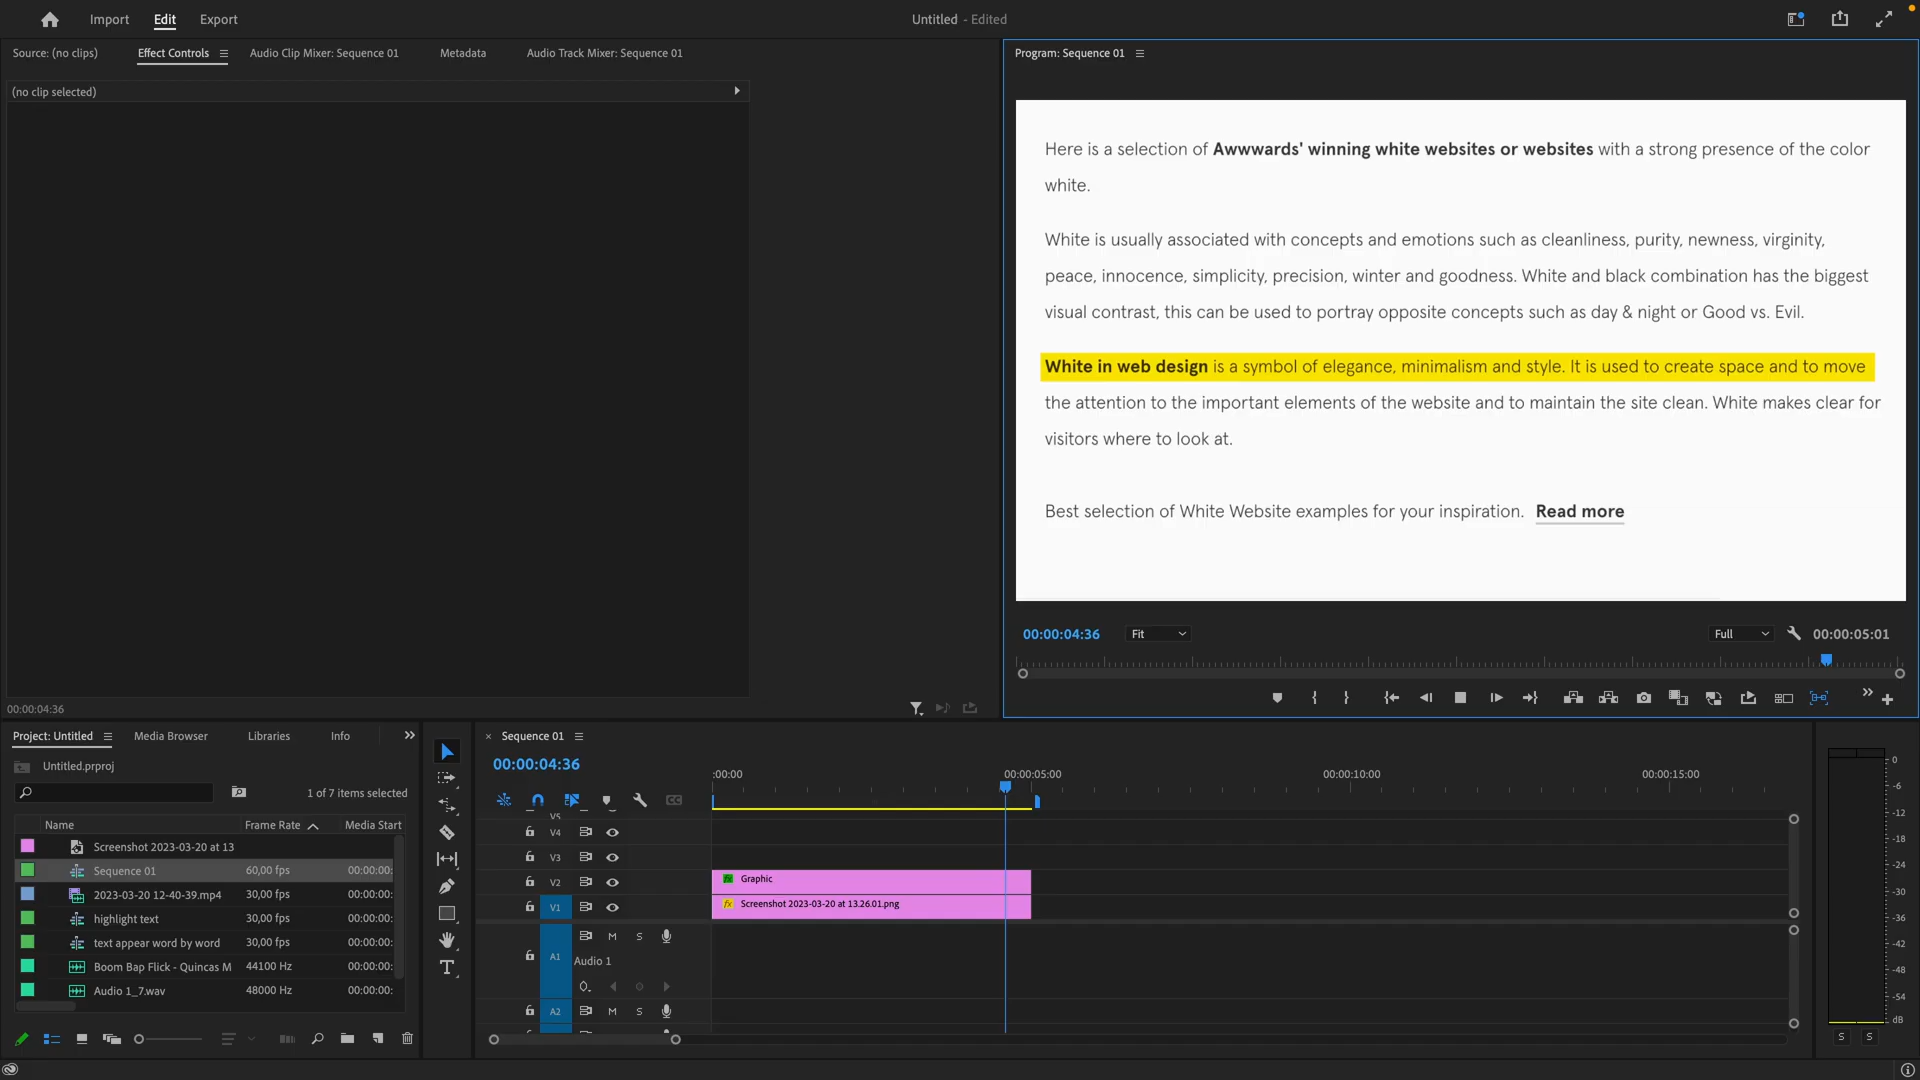 Import Edit Export Untitled - Edited
Source: (no clips) Effect Controls Audio Clip Mixer: Sequence 01 Metadata Audio Track Mixer: Sequence 01
(no clip selected)
00:00:04:36
Program: Sequence 01
Here is a selection of Awwwards' winning white websites or websites with a strong presence of the color
white.
White is usually associated with concepts and emotions such as cleanliness, purity, newness, virginity,
peace, innocence, simplicity, precision, winter and goodness. White and black combination has the biggest
visual contrast, this can be used to portray opposite concepts such as day & night or Good vs. Evil.
White in web design is a symbol of elegance, minimalism and style. It is used to create space and to move
the attention to the important elements of the website and to maintain the site clean. White makes clear for
visitors where to look at.
Best selection of White Website examples for your inspiration. Read more
00:00:04:36 Fit Full 00:00:05:01
Project: Untitled Media Browser Libraries Info
Untitled.prproj
1 of 7 items selected
Name Frame Rate Media Start
Screenshot 2023-03-20 at 13
Sequence 01 60,00 fps 00:00:00:
2023-03-20 12-40-39.mp4 30,00 fps 00:00:00:
highlight text 30,00 fps 00:00:00:
text appear word by word 30,00 fps 00:00:00:
Boom Bap Flick - Quincas M 44100 Hz 00:00:00:
Audio 1_7.wav 48000 Hz 00:00:00:
Sequence 01
00:00:04:36
:00:00 00:00:05:00 00:00:10:00 00:00:15:00
V5
V4
V3
V2 Graphic
V1 Screenshot 2023-03-20 at 13.26.01.png
A1 M S
Audio 1
A2 M S
0
-6
-12
-18
-24
-30
-36
-42
-48
-54
dB
S S